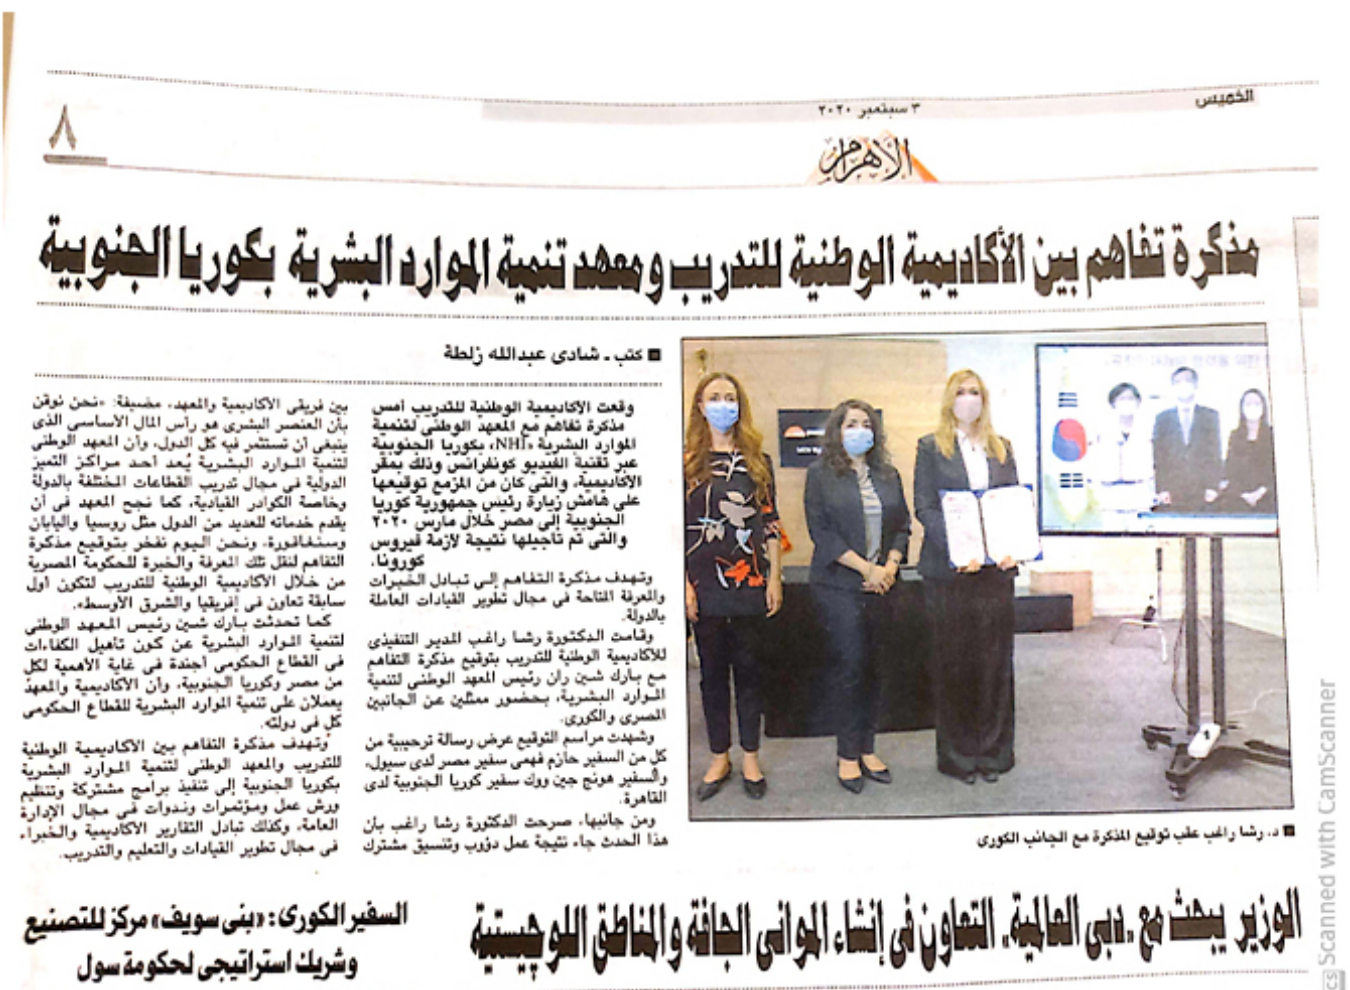 الخميس
٣ سبتمبر ٢٠٢٠
الأهرام
٨
مذكرة تفاهم بين الأكاديمية الوطنية للتدريب ومعهد تنمية الموارد البشرية بكوريا الجنوبية
■ كتب ـ شادى عبدالله زلطة
وقعت الأكاديمية الوطنية للتدريب أمس
مذكرة تفاهم مع المعهد الوطنى لتنمية
الموارد البشرية «NHI» بكوريا الجنوبية
عبر تقنية الفيديو كونفرانس وذلك بمقر
الأكاديمية، والتى كان من المزمع توقيعها
على هامش زيارة رئيس جمهورية كوريا
الجنوبية إلى مصر خلال مارس ٢٠٢٠
والتى تم تأجيلها نتيجة لأزمة فيروس
كورونا.
وتهدف مذكرة التفاهم إلى تبادل الخبرات
والمعرفة المتاحة فى مجال تطوير القيادات العاملة
بالدولة.
وقامت الدكتورة رشا راغب المدير التنفيذى
للأكاديمية الوطنية للتدريب بتوقيع مذكرة التفاهم
مع بارك شين ران رئيس المعهد الوطنى لتنمية
الموارد البشرية، بحضور ممثلين عن الجانبين
المصرى والكورى.
وشهدت مراسم التوقيع عرض رسالة ترحيبية من
كل من السفير حازم فهمى سفير مصر لدى سيول،
والسفير هونج جين ووك سفير كوريا الجنوبية لدى
القاهرة.
ومن جانبها، صرحت الدكتورة رشا راغب بأن
هذا الحدث جاء نتيجة عمل دؤوب وتنسيق مشترك
بين فريقى الأكاديمية والمعهد، مضيفة: «نحن نوقن
بأن العنصر البشرى هو رأس المال الأساسى الذى
ينبغى أن تستثمر فيه كل الدول، وأن المعهد الوطنى
لتنمية الموارد البشرية يُعد أحد مراكز التميز
الدولية فى مجال تدريب القطاعات المختلفة بالدولة
وخاصة الكوادر القيادية، كما نجح المعهد فى أن
يقدم خدماته للعديد من الدول مثل روسيا واليابان
وسنغافورة، ونحن اليوم نفخر بتوقيع مذكرة
التفاهم لنقل تلك المعرفة والخبرة للحكومة المصرية
من خلال الأكاديمية الوطنية للتدريب لتكون أول
سابقة تعاون فى إفريقيا والشرق الأوسط».
كما تحدثت بارك شين رئيس المعهد الوطنى
لتنمية الموارد البشرية عن كون تأهيل الكفاءات
فى القطاع الحكومى أجندة فى غاية الأهمية لكل
من مصر وكوريا الجنوبية، وأن الأكاديمية والمعهد
يعملان على تنمية الموارد البشرية للقطاع الحكومى
كل فى دولته.
وتهدف مذكرة التفاهم بين الأكاديمية الوطنية
للتدريب والمعهد الوطنى لتنمية الموارد البشرية
بكوريا الجنوبية إلى تنفيذ برامج مشتركة وتنظيم
ورش عمل ومؤتمرات وندوات فى مجال الإدارة
العامة، وكذلك تبادل التقارير الأكاديمية والخبراء
فى مجال تطوير القيادات والتعليم والتدريب.
■ د. رشا راغب عقب توقيع المذكرة مع الجانب الكورى
الوزير يبحث مع «دبى العالمية» التعاون فى إنشاء الموانى الجافة والمناطق اللوچيستية
السفير الكورى: «بنى سويف» مركز للتصنيع
وشريك استراتيجى لحكومة سول
CS Scanned with CamScanner